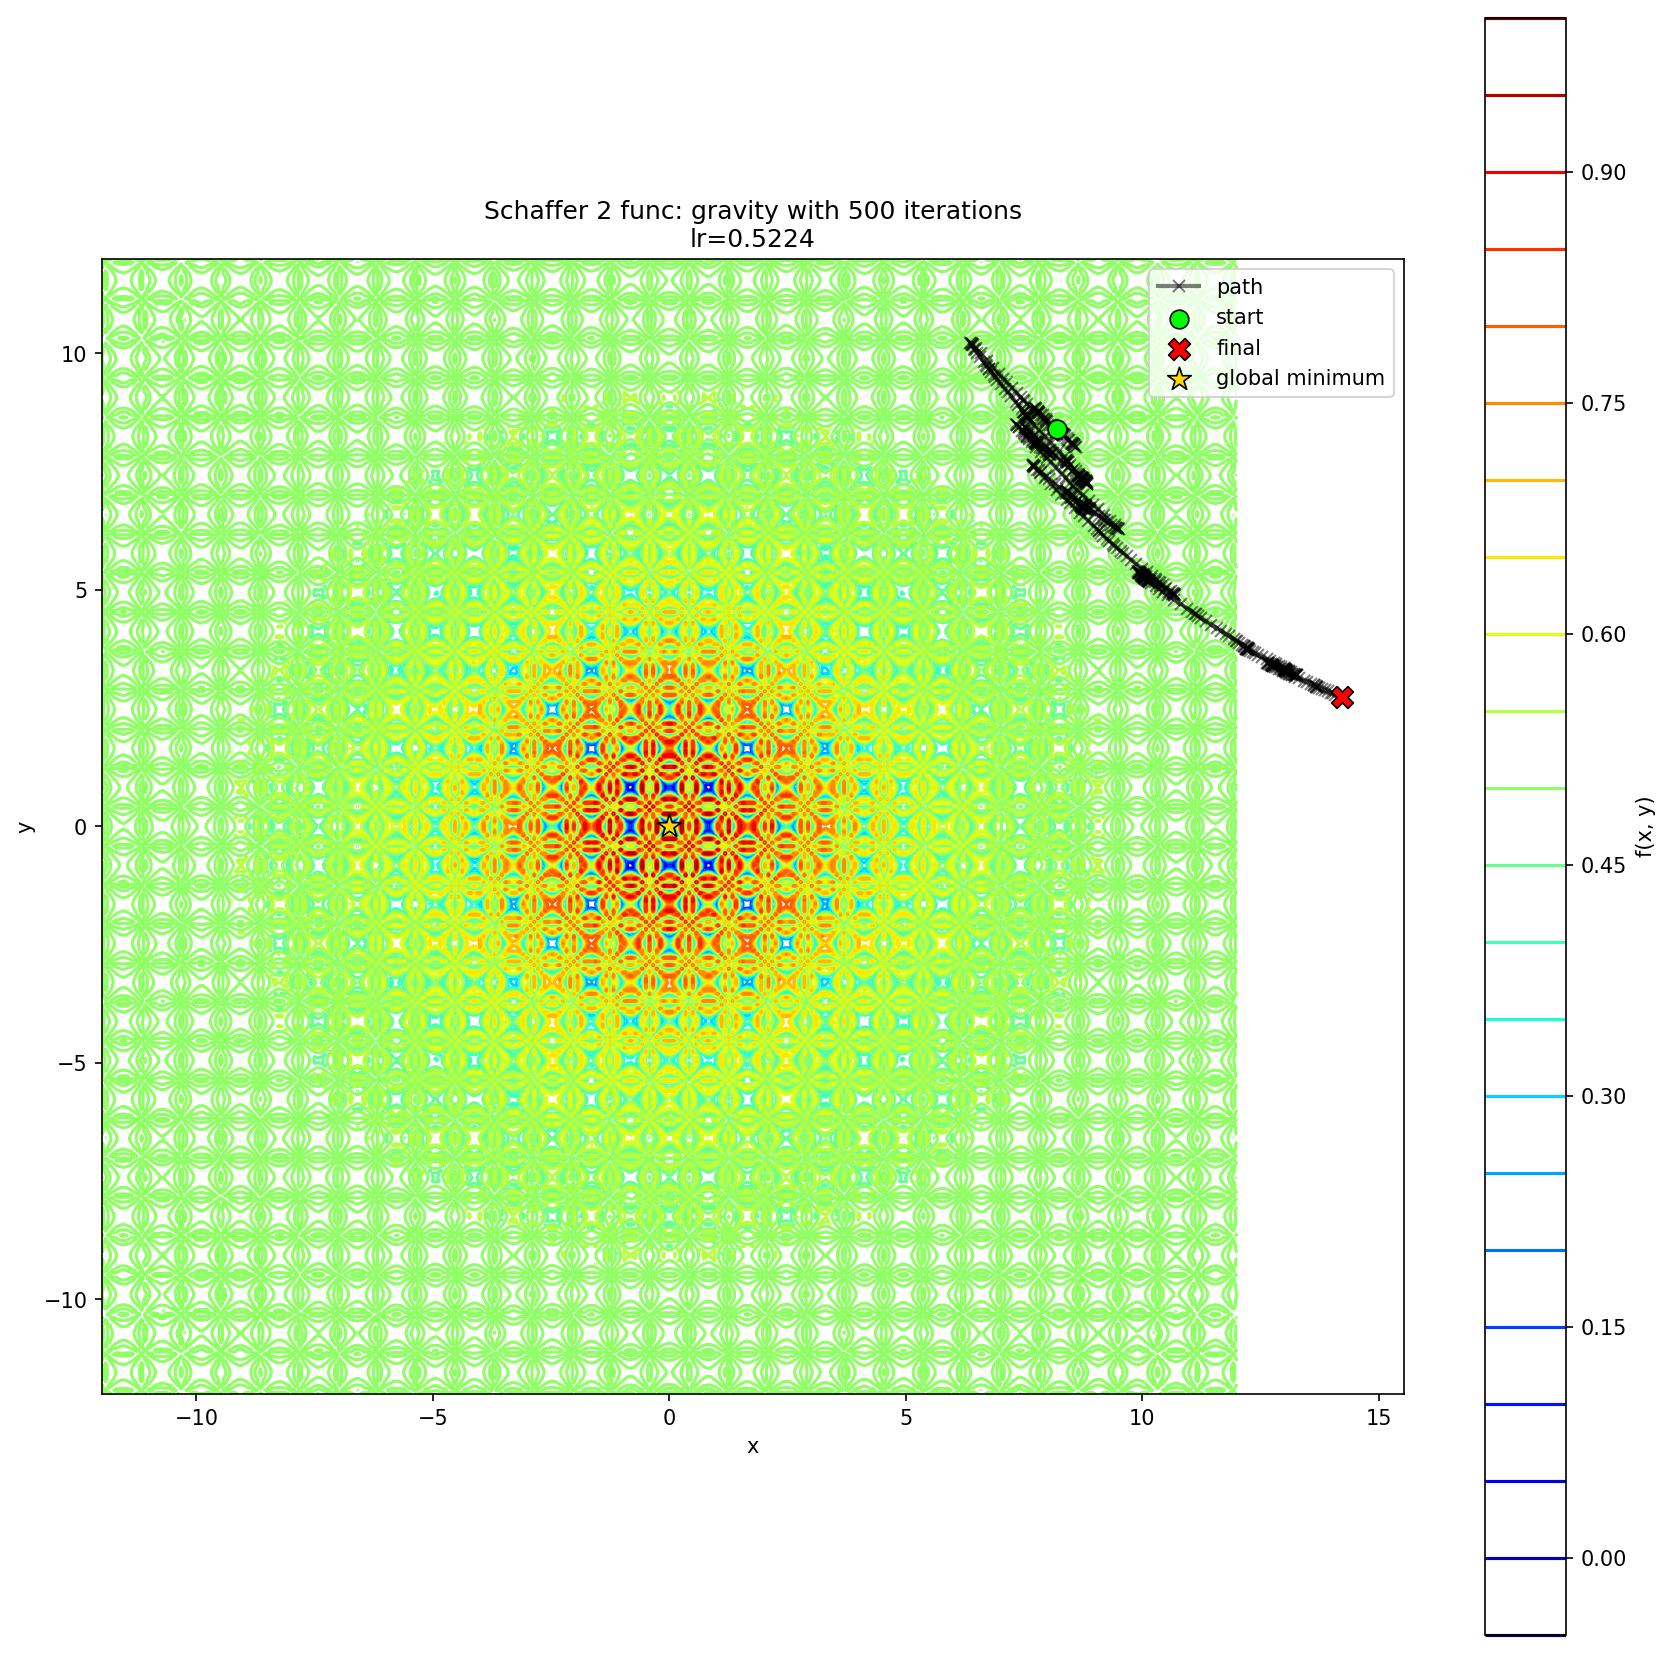 Schaffer 2 func: gravity with 500 iterations
lr=0.5224
path
start
final
global minimum
10
5
0
−5
−10
y
−10
−5
0
5
10
15
x
0.90
0.75
0.60
0.45
0.30
0.15
0.00
f(x, y)